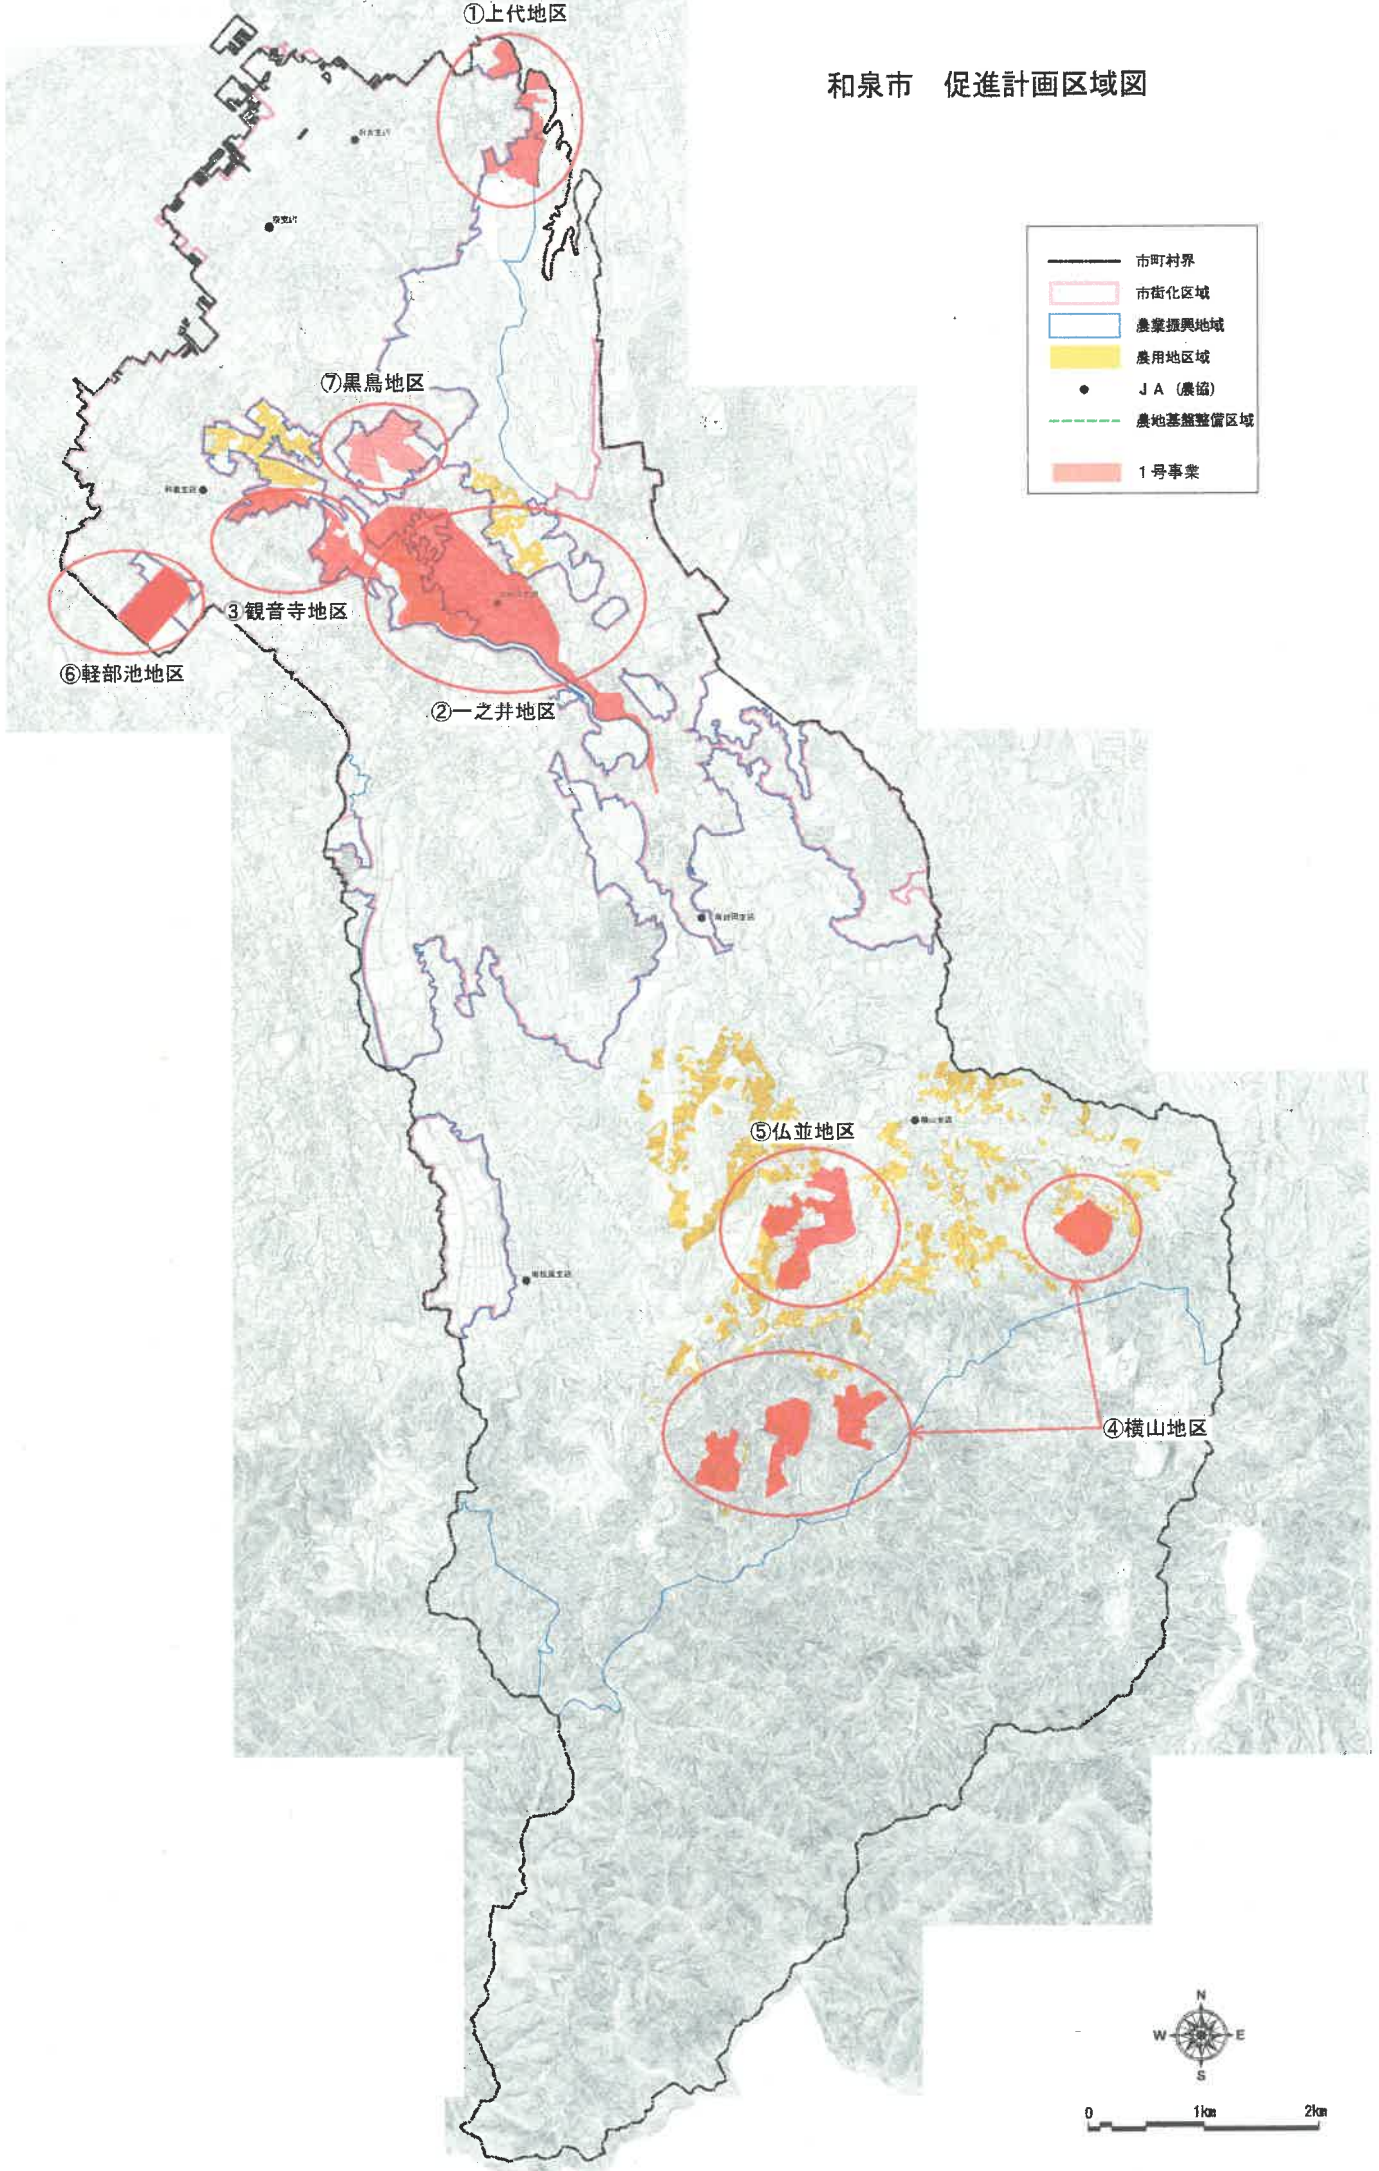 ①上代地区
和泉市　促進計画区域図
市町村界
市街化区域
農業振興地域
農用地区域
ＪＡ（農協）
農地基盤整備区域
１号事業
⑦黒鳥地区
③観音寺地区
⑥軽部池地区
②一之井地区
⑤仏並地区
横山支店
④横山地区
N
W E
S
0 1km 2km